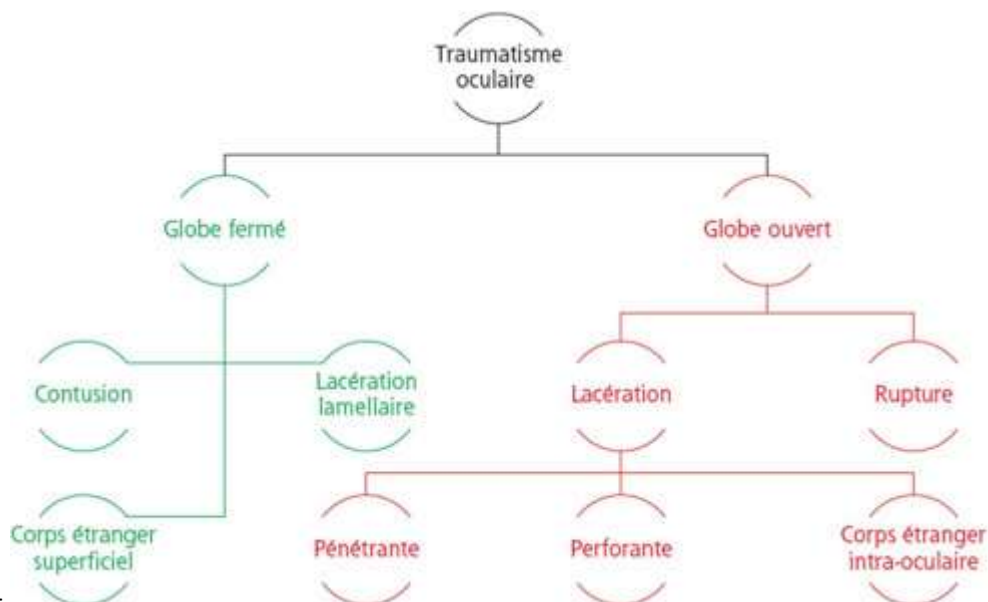 Traumatisme
oculaire
Globe fermé
Globe ouvert
Contusion
Lacération
lamellaire
Lacération
Rupture
Corps étranger
superficiel
Pénétrante
Perforante
Corps étranger
intra-oculaire